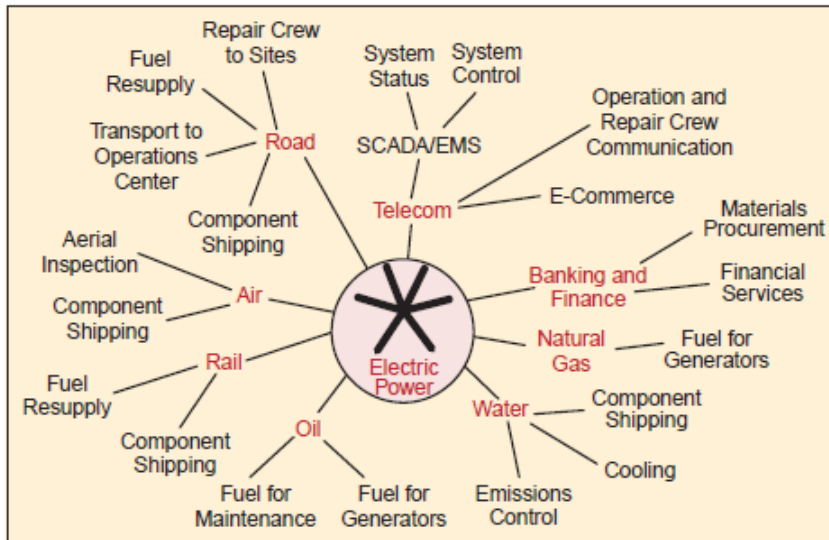 Repair Crew
to Sites
Fuel
Resupply
Transport to
Operations
Center
Road
Component
Shipping
System
Status
System
Control
SCADA/EMS
Telecom
Operation and
Repair Crew
Communication
E-Commerce
Materials
Procurement
Banking and
Finance
Financial
Services
Aerial
Inspection
Air
Component
Shipping
Natural
Gas
Fuel for
Generators
Electric
Power
Rail
Fuel
Resupply
Component
Shipping
Water
Component
Shipping
Cooling
Emissions
Control
Oil
Fuel for
Maintenance
Fuel for
Generators